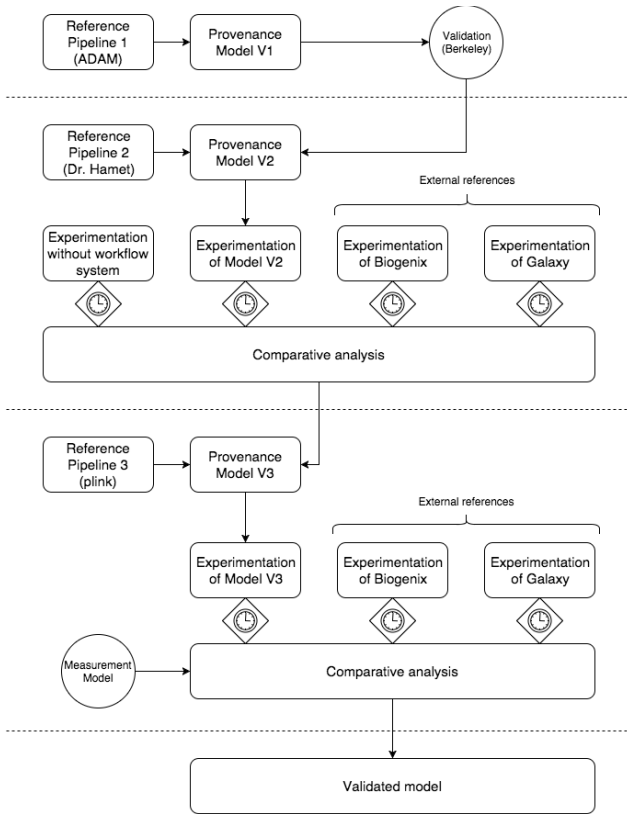 Reference
Pipeline 1
(ADAM)
Provenance
Model V1
Validation
(Berkeley)
Reference
Pipeline 2
(Dr. Hamet)
Provenance
Model V2
External references
Experimentation
without workflow
system
Experimentation
of Model V2
Experimentation
of Biogenix
Experimentation
of Galaxy
Comparative analysis
Reference
Pipeline 3
(plink)
Provenance
Model V3
External references
Experimentation
of Model V3
Experimentation
of Biogenix
Experimentation
of Galaxy
Measurement
Model
Comparative analysis
Validated model